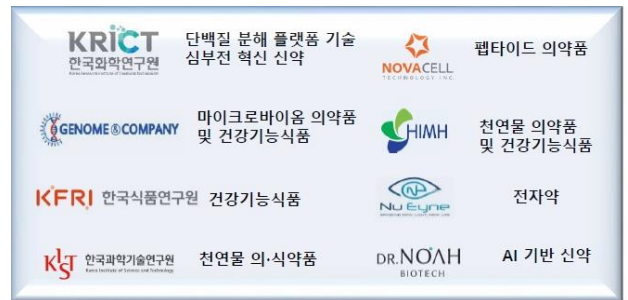 KRICT
한국화학연구원
단백질 분해 플랫폼 기술
심부전 혁신 신약
NOVACELL
TECHNOLOGY INC.
펩타이드 의약품
GENOME & COMPANY
마이크로바이옴 의약품
및 건강기능식품
HIMH
천연물 의약품
및 건강기능식품
KFRI 한국식품연구원
건강기능식품
Nu Eyne
전자약
KIST 한국과학기술연구원
Korea Institute of Science and Technology
천연물 의·식약품
DR.NOAH
BIOTECH
AI 기반 신약